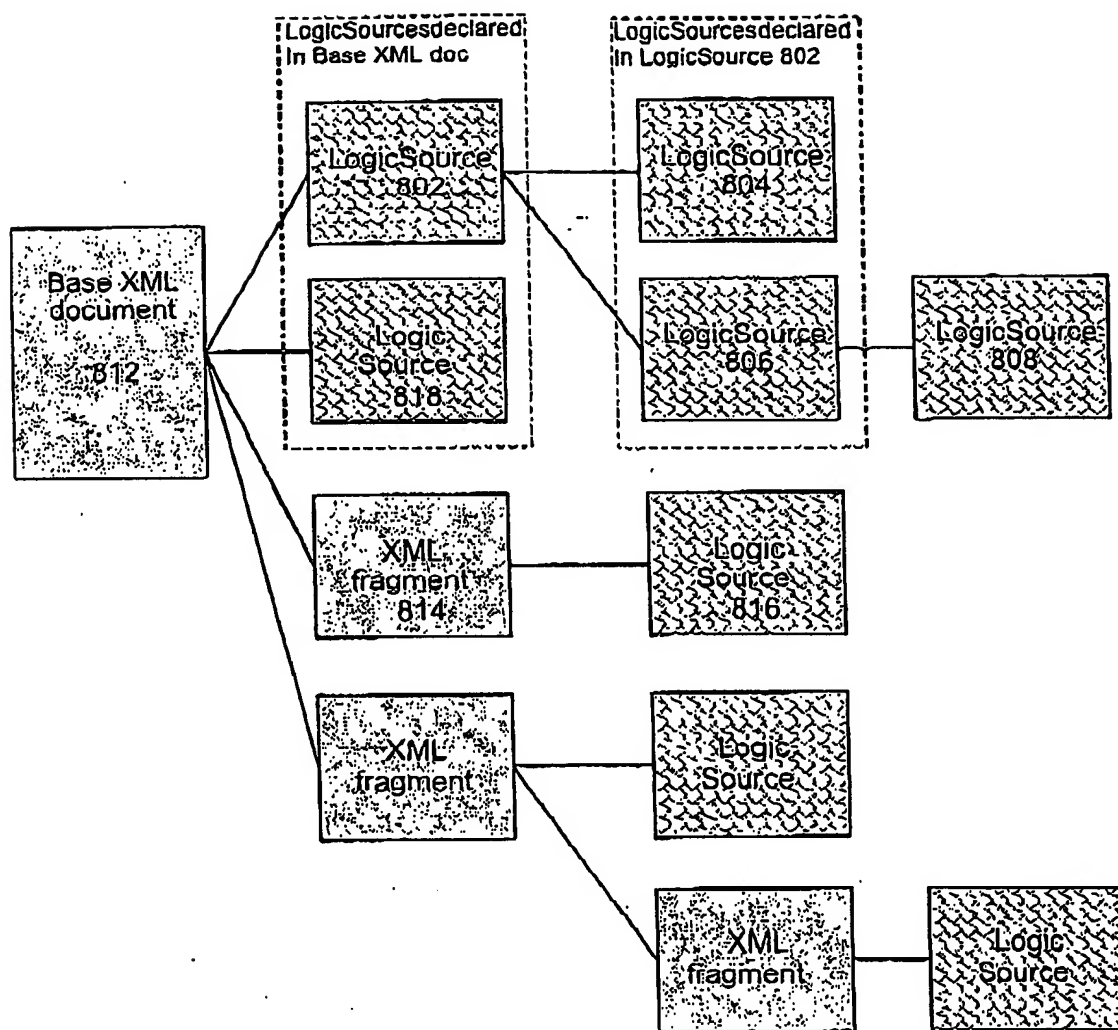 LogicSourcesdeclared
In Base XML doc
LogicSourcesdeclared
In LogicSource 802
LogicSource
802
LogicSource
804
Base XML
document
812
Logic
Source
818
LogicSource
806
LogicSource
808
XML
fragment
814
Logic
Source
816
XML
fragment
Logic
Source
XML
fragment
Logic
Source